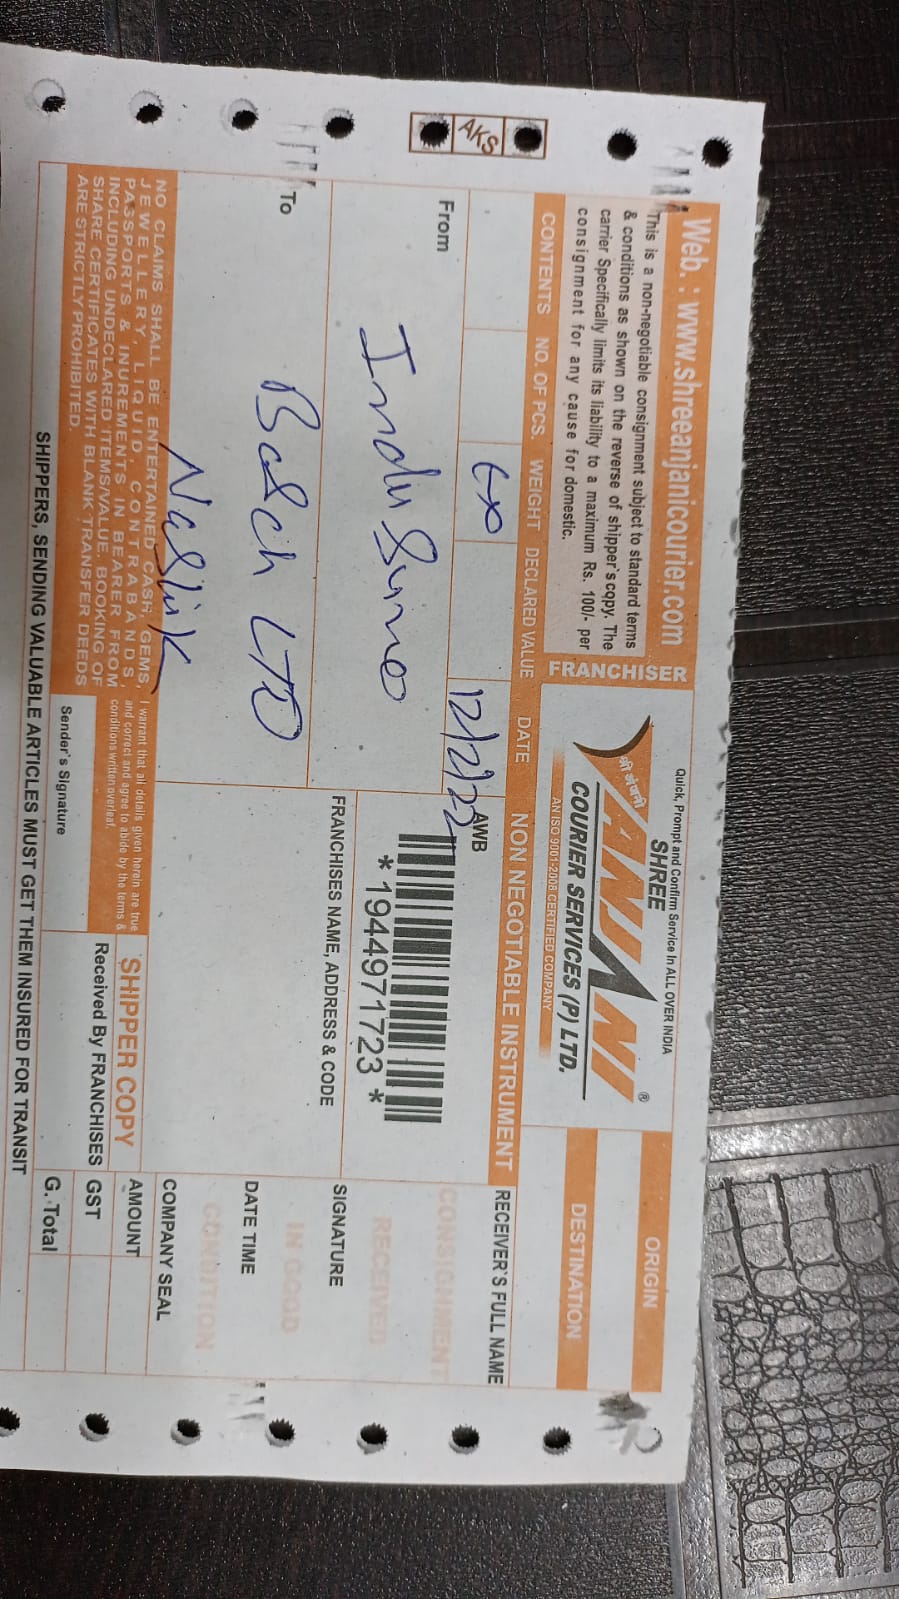 AKS
Web. : www.shreeanjanicourier.com
This is a non-negotiable consignment subject to standard terms
& conditions as shown on the reverse of shipper's copy. The
carrier Specifically limits its liability to a maximum Rs. 100/- per
consignment for any cause for domestic.
FRANCHISER
Quick, Prompt and Confirm Service In ALL OVER INDIA
SHREE
श्री अंजनी
ANJANI ®
COURIER SERVICES (P) LTD.
AN ISO 9001-2008 CERTIFIED COMPANY
ORIGIN
DESTINATION
CONTENTS NO. OF PCS. WEIGHT DECLARED VALUE DATE NON NEGOTIABLE INSTRUMENT
12/2/22
AWB
*194497 1723*
From
To
Bosch LTD
Nashik
FRANCHISES NAME, ADDRESS & CODE
RECEIVER'S FULL NAME
CONSIGNMENT
RECEIVED
SIGNATURE
IN GOOD
DATE TIME
CONDITION
COMPANY SEAL
NO CLAIMS SHALL BE ENTERTAINED CASH, GEMS,
JEWELLERY, LIQUID, CONTRABANDS,
PASSPORTS & INUREMENTS IN BEARER FROM
INCLUDING UNDECLARED ITEMS/VALUE. BOOKING OF
SHARE CERTIFICATES WITH BLANK TRANSFER DEEDS
ARE STRICTLY PROHIBITED.
I warrant that all details given herein are true
and correct and agree to abide by the terms &
conditions written overleaf.
Sender's Signature
SHIPPER COPY
Received By FRANCHISES
AMOUNT
GST
G. Total
SHIPPERS, SENDING VALUABLE ARTICLES MUST GET THEM INSURED FOR TRANSIT